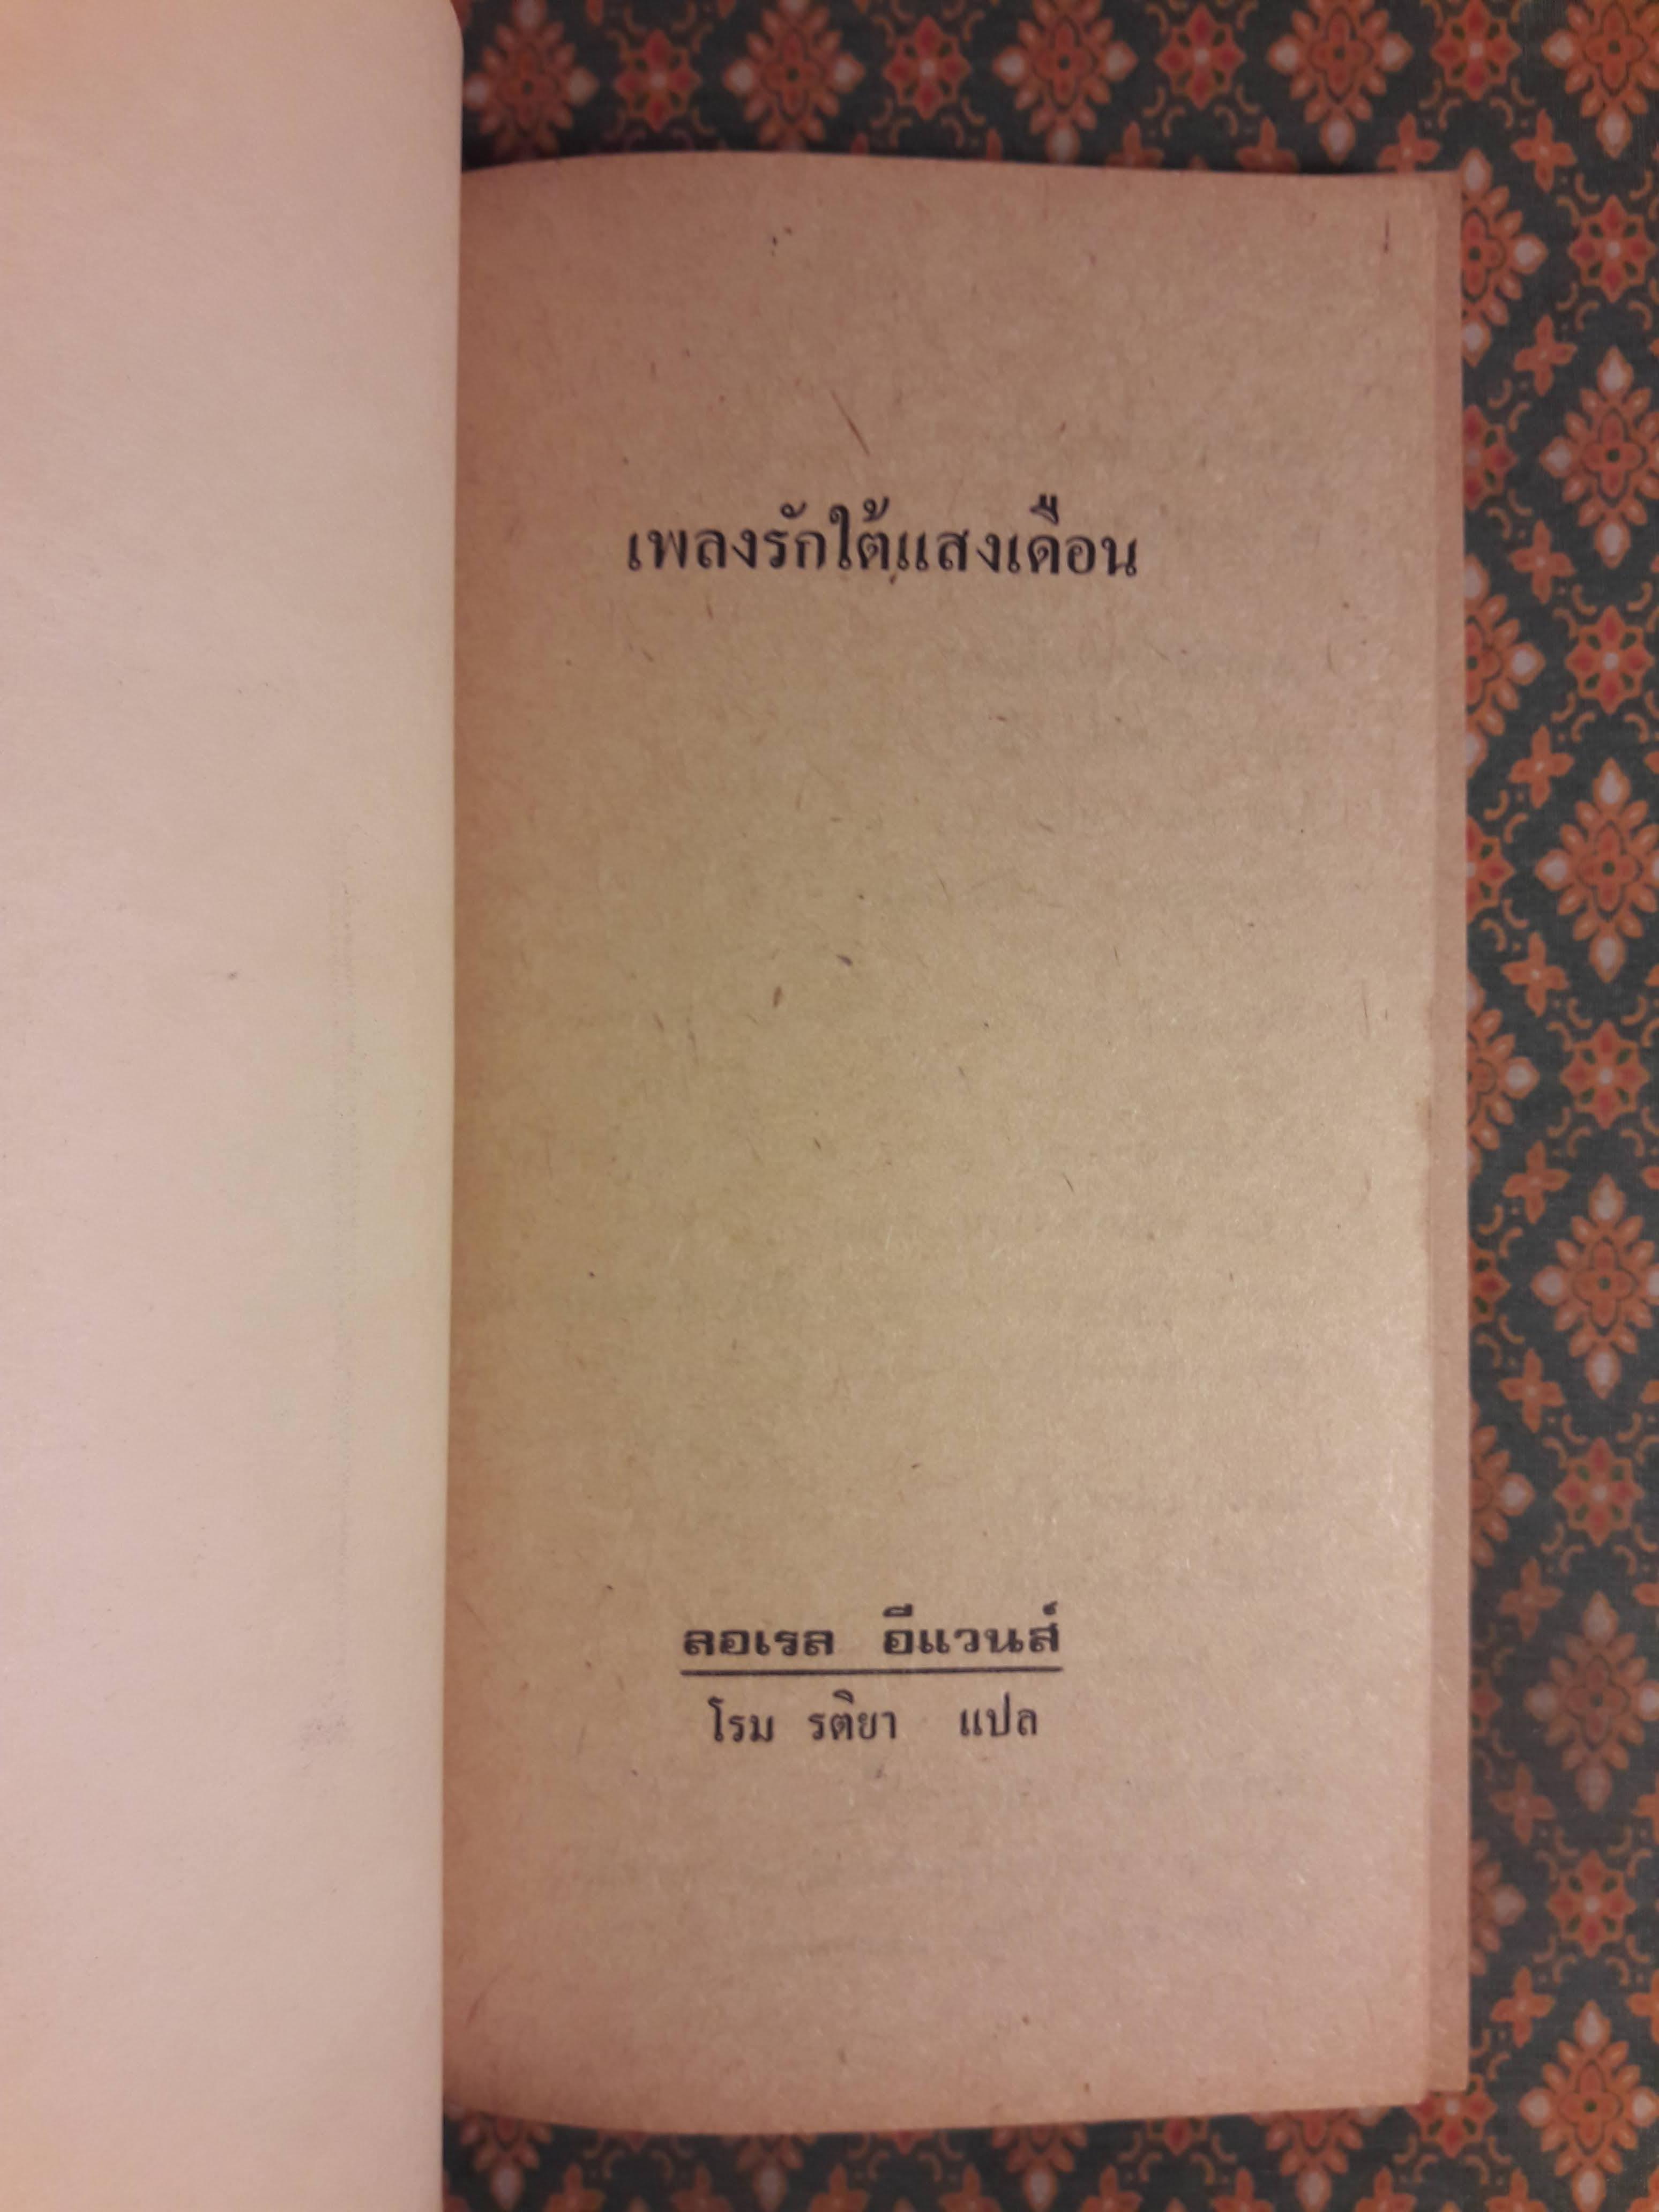 เพลงรักใต้แสงเดือน
ลอเรล อีแวนส์
โรม รติยา แปล